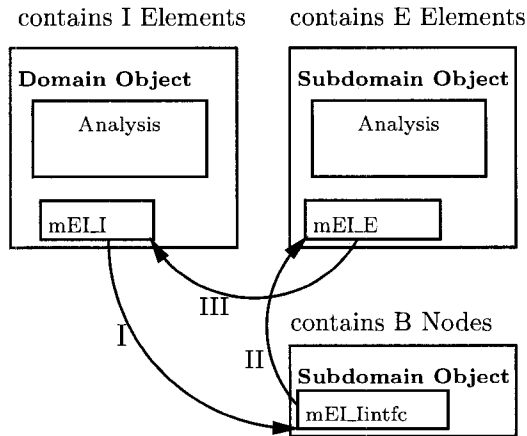 contains I Elements
contains E Elements
Domain Object
Analysis
mEI_I
Subdomain Object
Analysis
mEI_E
III
I
II
contains B Nodes
Subdomain Object
mEI_Iintfc